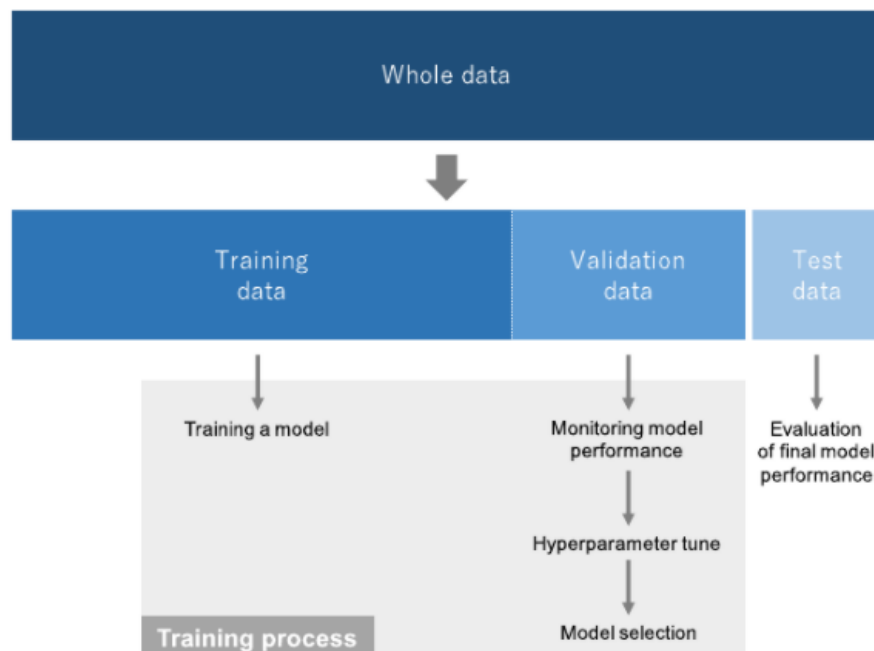 Whole data
Training
data
Validation
data
Test
data
Training a model
Monitoring model
performance
Evaluation
of final model
performance
Hyperparameter tune
Model selection
Training process